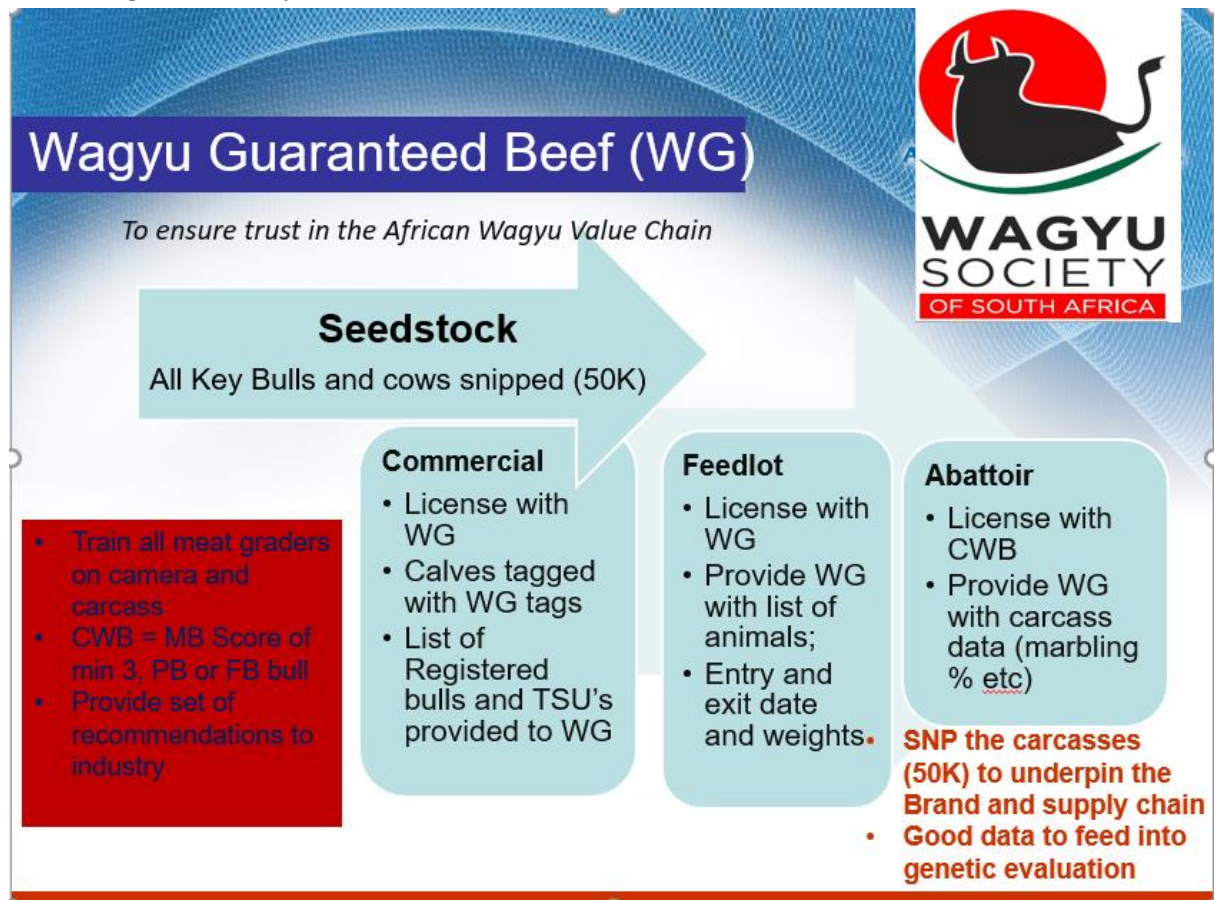 Wagyu Guaranteed Beef (WG)
To ensure trust in the African Wagyu Value Chain
WAGYU
SOCIETY
OF SOUTH AFRICA
Seedstock
All Key Bulls and cows snipped (50K)
• Train all meat graders
on camera and
carcass
• CWB = MB Score of
min 3, PB or FB bull
• Provide set of
recommendations to
industry
Commercial
• License with
WG
• Calves tagged
with WG tags
• List of
Registered
bulls and TSU's
provided to WG
Feedlot
• License with
WG
• Provide WG
with list of
animals;
• Entry and
exit date
and weights
Abattoir
• License with
CWB
• Provide WG
with carcass
data (marbling
% etc)
• SNP the carcasses
(50K) to underpin the
Brand and supply chain
• Good data to feed into
genetic evaluation